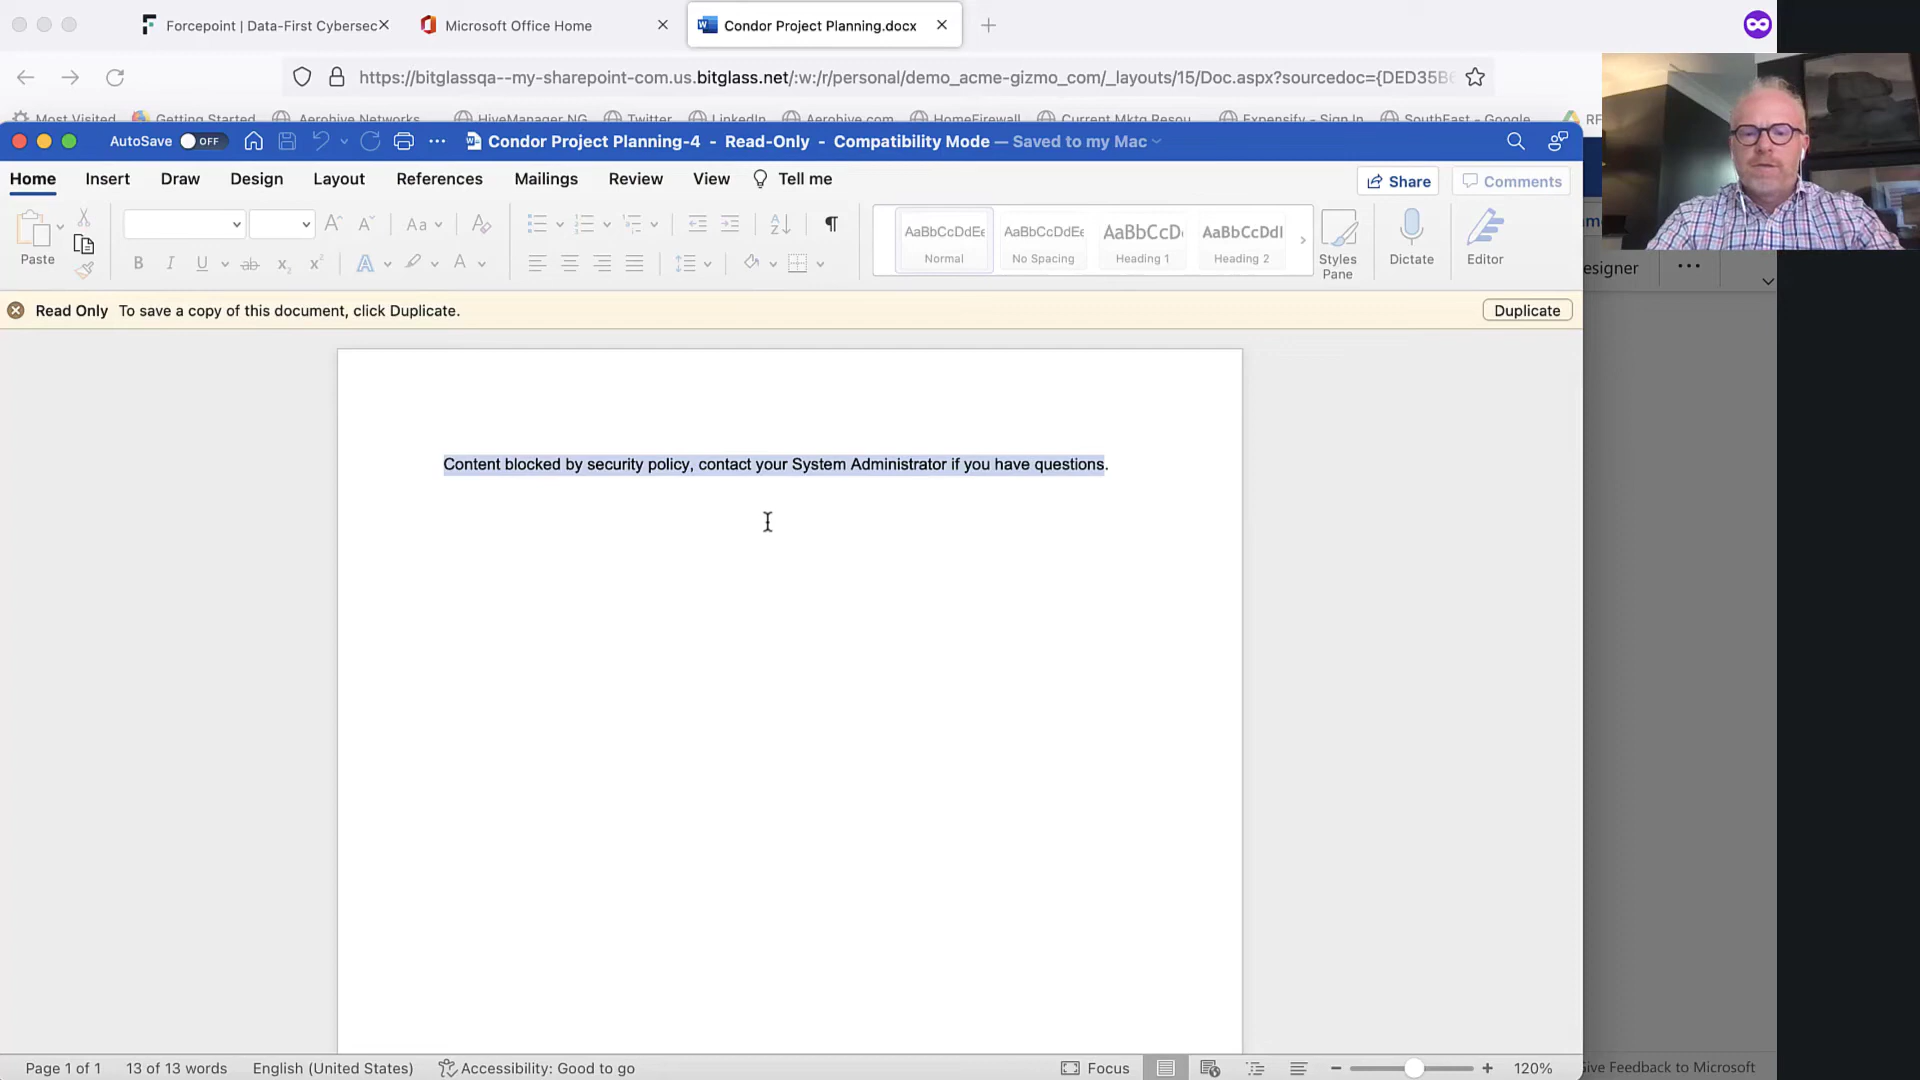 Forcepoint | Data-First Cybersec
Microsoft Office Home
Condor Project Planning.docx
https://bitglassqa--my-sharepoint-com.us.bitglass.net/:w:/r/personal/demo_acme-gizmo_com/_layouts/15/Doc.aspx?sourcedoc={DED35B
Most Visited Getting Started Aerohive Networks HiveManager NG Twitter LinkedIn Aerohive.com HomeFirewall Current Mktg Resou Expensify - Sign In SouthEast - Google RF
AutoSave OFF Condor Project Planning-4 - Read-Only - Compatibility Mode — Saved to my Mac
Home Insert Draw Design Layout References Mailings Review View Tell me Share Comments
Paste
Aa
AaBbCcDdEe AaBbCcDdEe AaBbCcD AaBbCcDdI
Normal No Spacing Heading 1 Heading 2
Styles Pane
Dictate Editor
esigner
Read Only To save a copy of this document, click Duplicate. Duplicate
Content blocked by security policy, contact your System Administrator if you have questions.
Page 1 of 1 13 of 13 words English (United States) Accessibility: Good to go Focus 120% Give Feedback to Microsoft